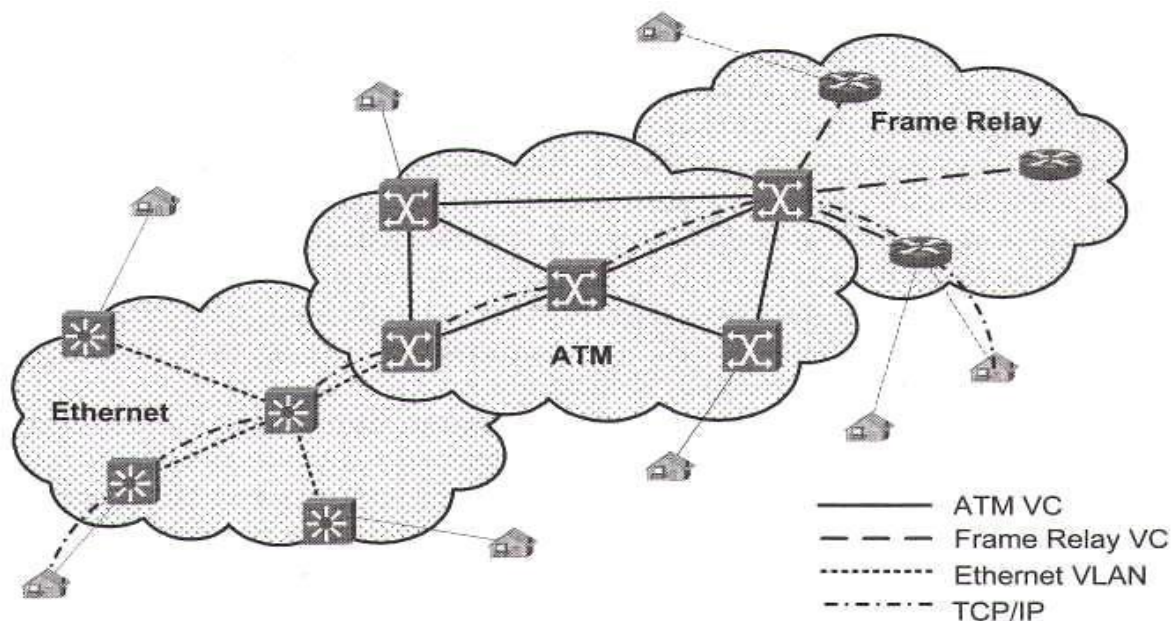 Frame Relay
ATM
Ethernet
ATM VC
Frame Relay VC
Ethernet VLAN
TCP/IP